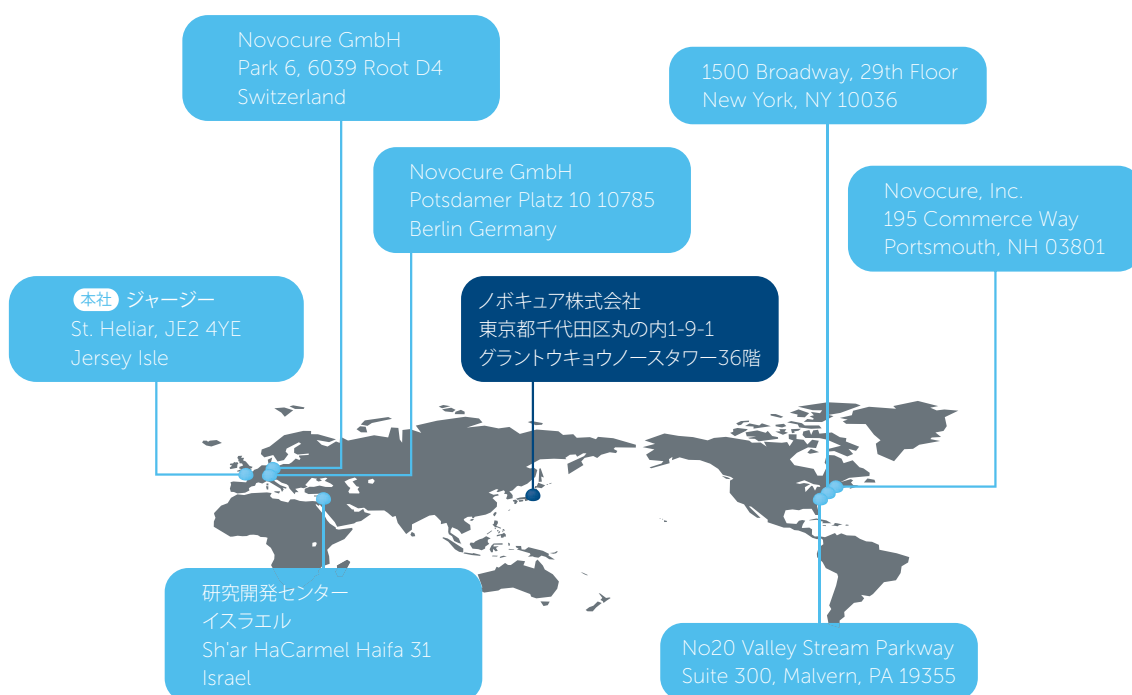 Novocure GmbH
Park 6, 6039 Root D4
Switzerland
1500 Broadway, 29th Floor
New York, NY 10036
Novocure GmbH
Potsdamer Platz 10 10785
Berlin Germany
Novocure, Inc.
195 Commerce Way
Portsmouth, NH 03801
本社 ジャージー
St. Heliar, JE2 4YE
Jersey Isle
ノボキュア株式会社
東京都千代田区丸の内1-9-1
グラントウキョウノースタワー36階
研究開発センター
イスラエル
Sh'ar HaCarmel Haifa 31
Israel
No20 Valley Stream Parkway
Suite 300, Malvern, PA 19355